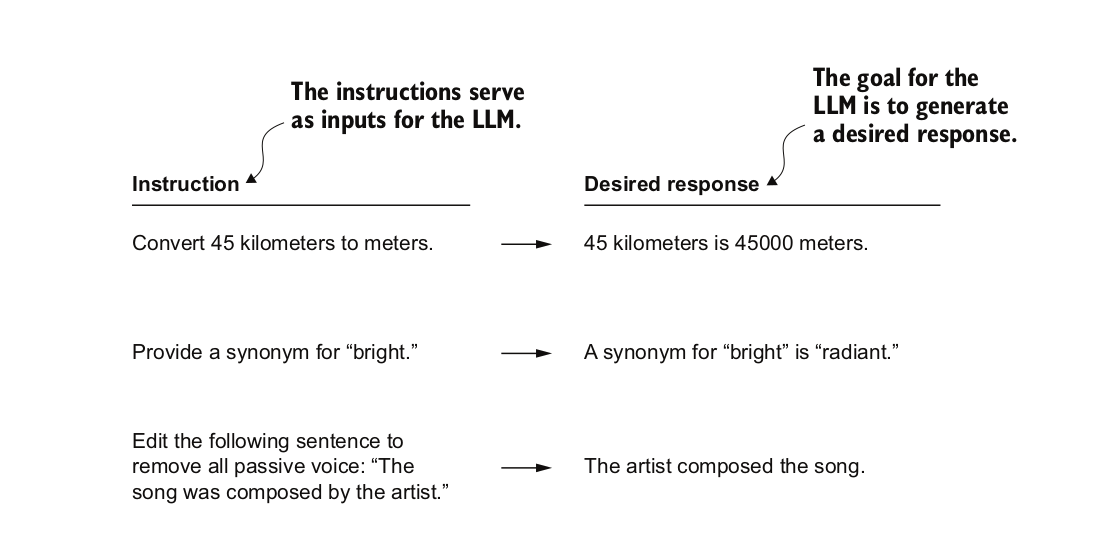 The instructions serve
as inputs for the LLM.
The goal for the
LLM is to generate
a desired response.
Instruction
Desired response
Convert 45 kilometers to meters.
45 kilometers is 45000 meters.
Provide a synonym for “bright.”
A synonym for “bright” is “radiant.”
Edit the following sentence to
remove all passive voice: “The
song was composed by the artist.”
The artist composed the song.